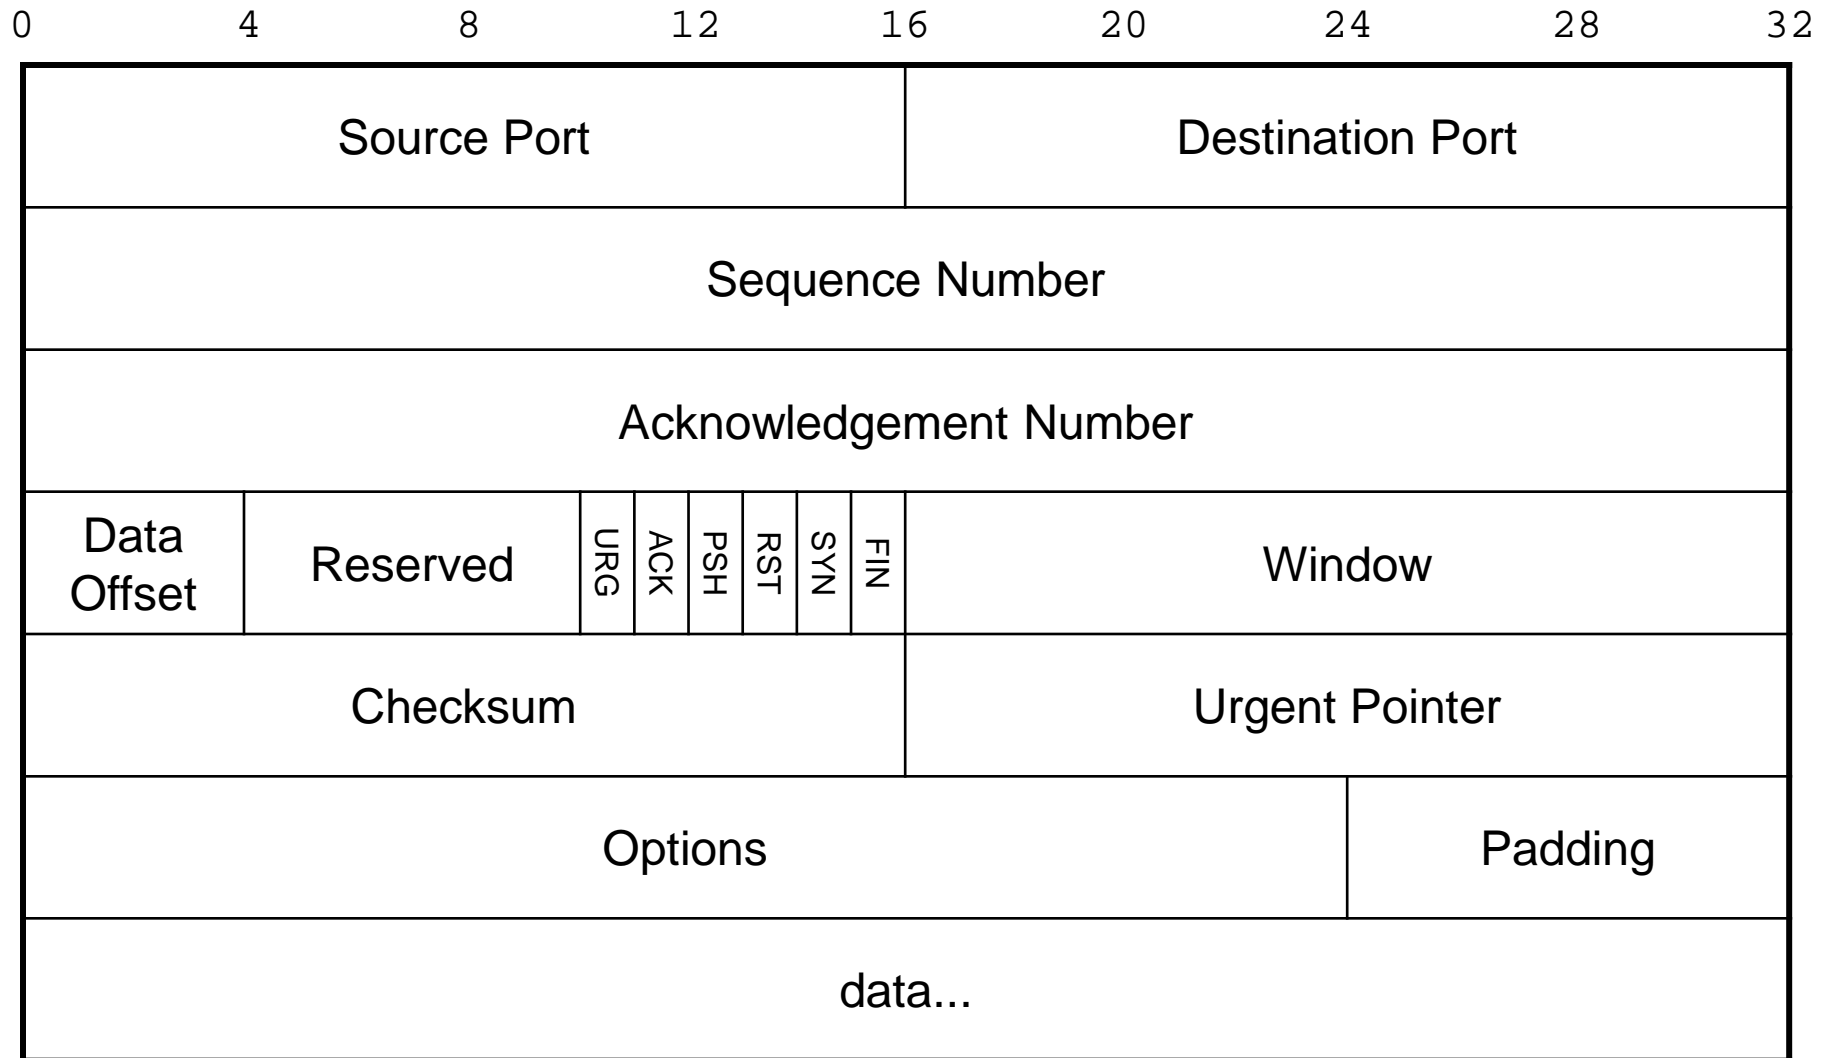 0 4 8 12 16 20 24 28 32
Source Port Destination Port
Sequence Number
Acknowledgement Number
Data
Offset
Reserved
URG
ACK
PSH
RST
SYN
FIN
Window
Checksum Urgent Pointer
Options Padding
data...